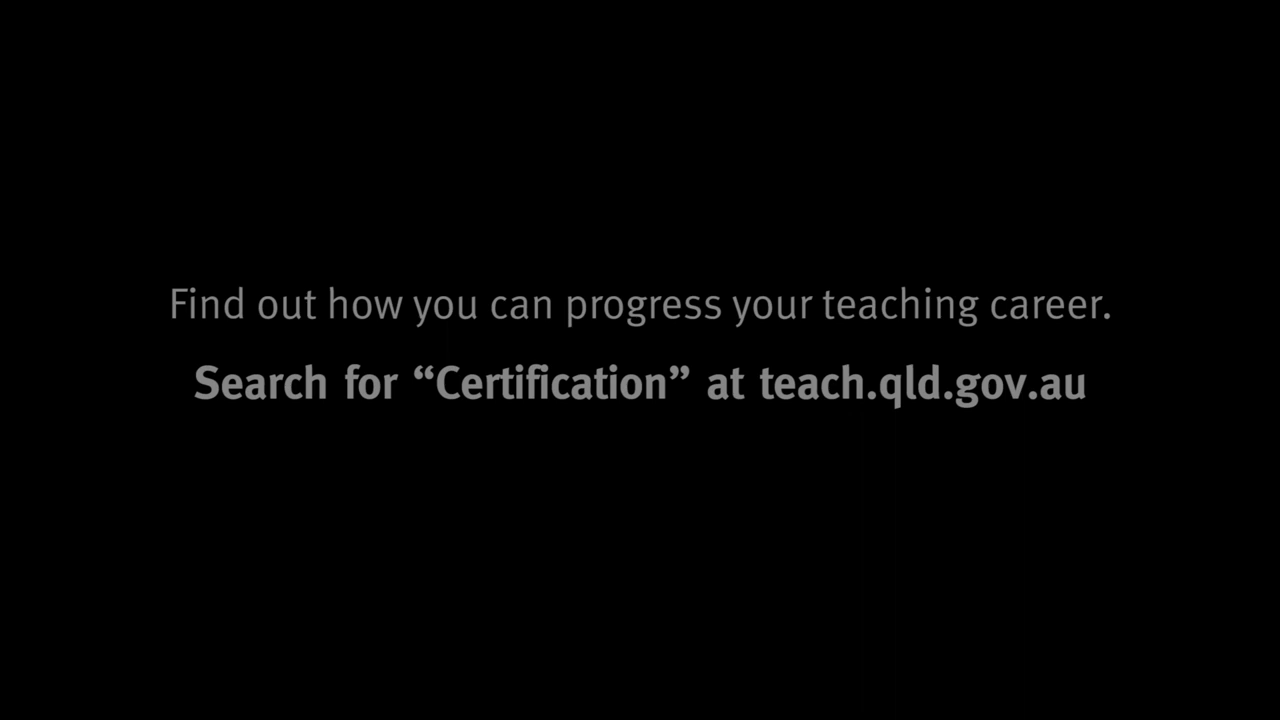 Find out how you can progress your teaching career.
Search for “Certification” at teach.qld.gov.au